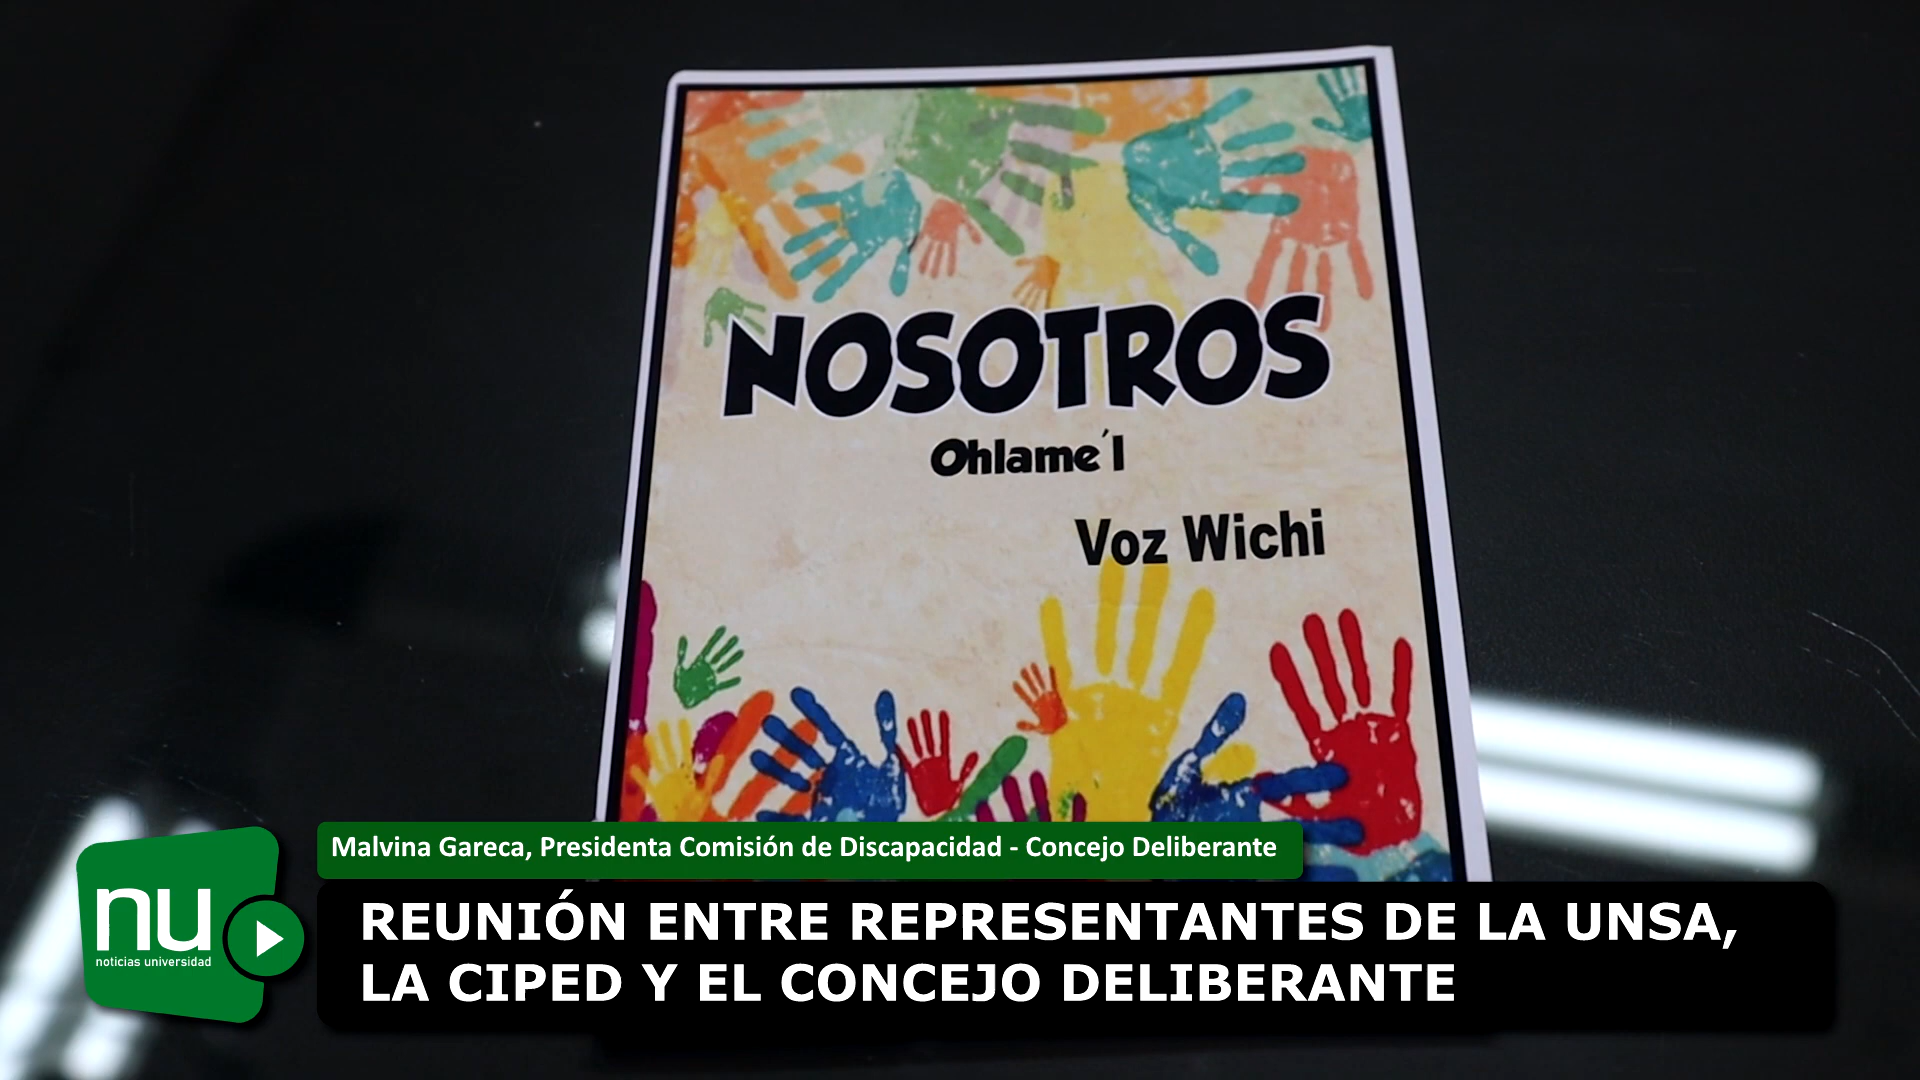 NOSOTROS
Ohlame´l
Voz Wichi
Malvina Gareca, Presidenta Comisión de Discapacidad - Concejo Deliberante
nu
noticias universidad
REUNIÓN ENTRE REPRESENTANTES DE LA UNSA,
LA CIPED Y EL CONCEJO DELIBERANTE